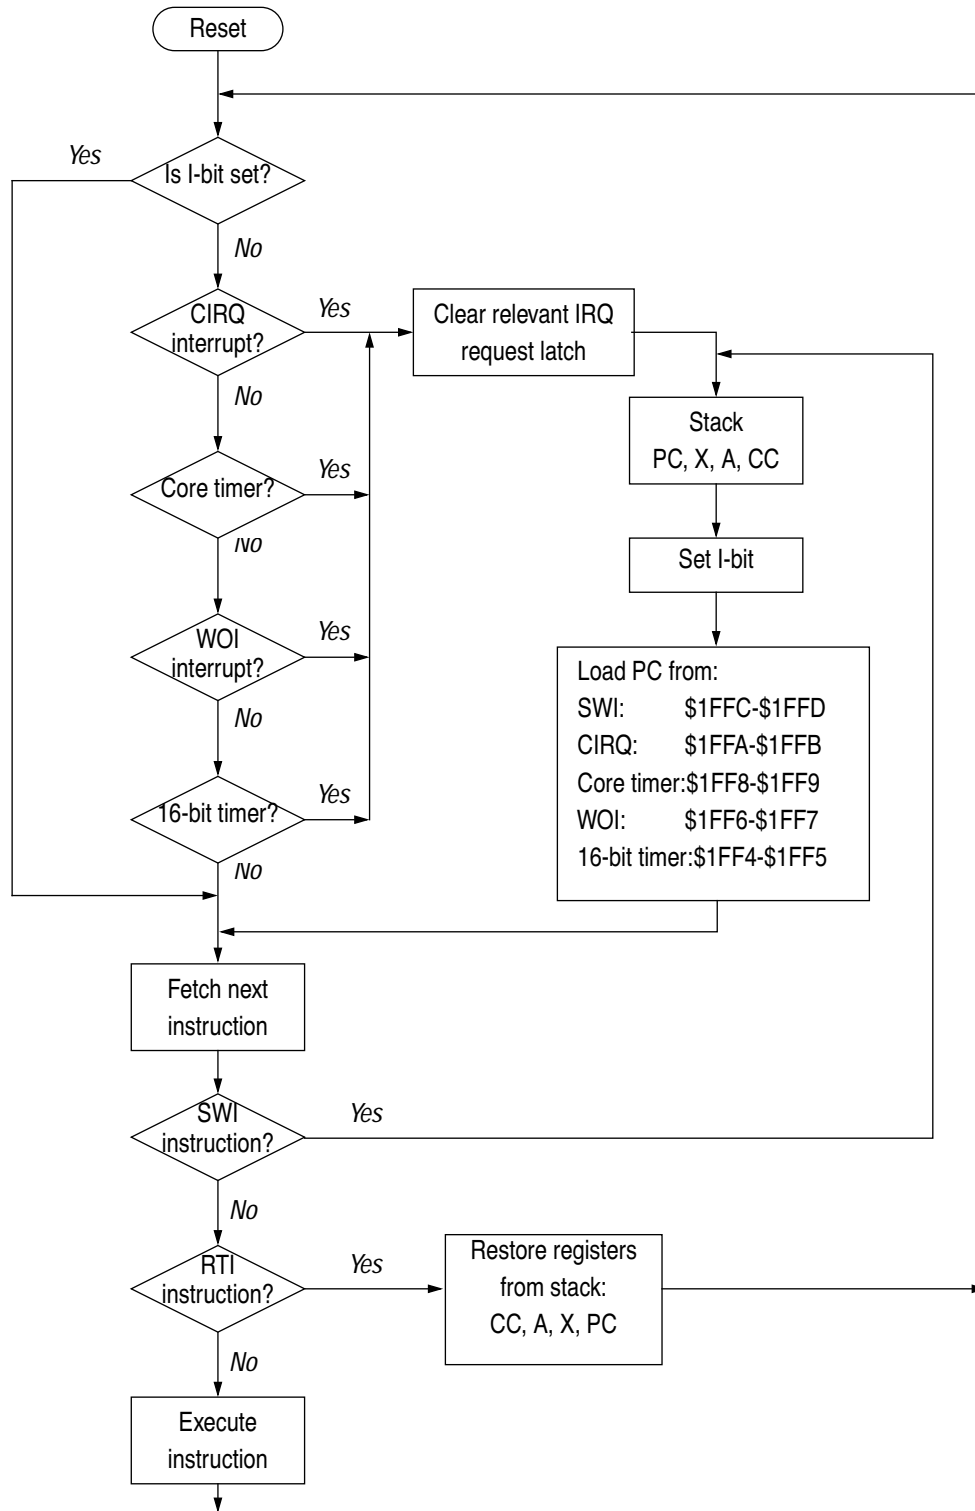 Reset
Yes
Is I-bit set?
No
CIRQ
interrupt?
Yes
Clear relevant IRQ
request latch
No
Stack
PC, X, A, CC
Core timer?
Yes
No
Set I-bit
WOI
interrupt?
Yes
No
Load PC from:
SWI: $1FFC-$1FFD
CIRQ: $1FFA-$1FFB
Core timer:$1FF8-$1FF9
WOI: $1FF6-$1FF7
16-bit timer:$1FF4-$1FF5
16-bit timer?
Yes
No
Fetch next
instruction
SWI
instruction?
Yes
No
RTI
instruction?
Yes
Restore registers
from stack:
CC, A, X, PC
No
Execute
instruction